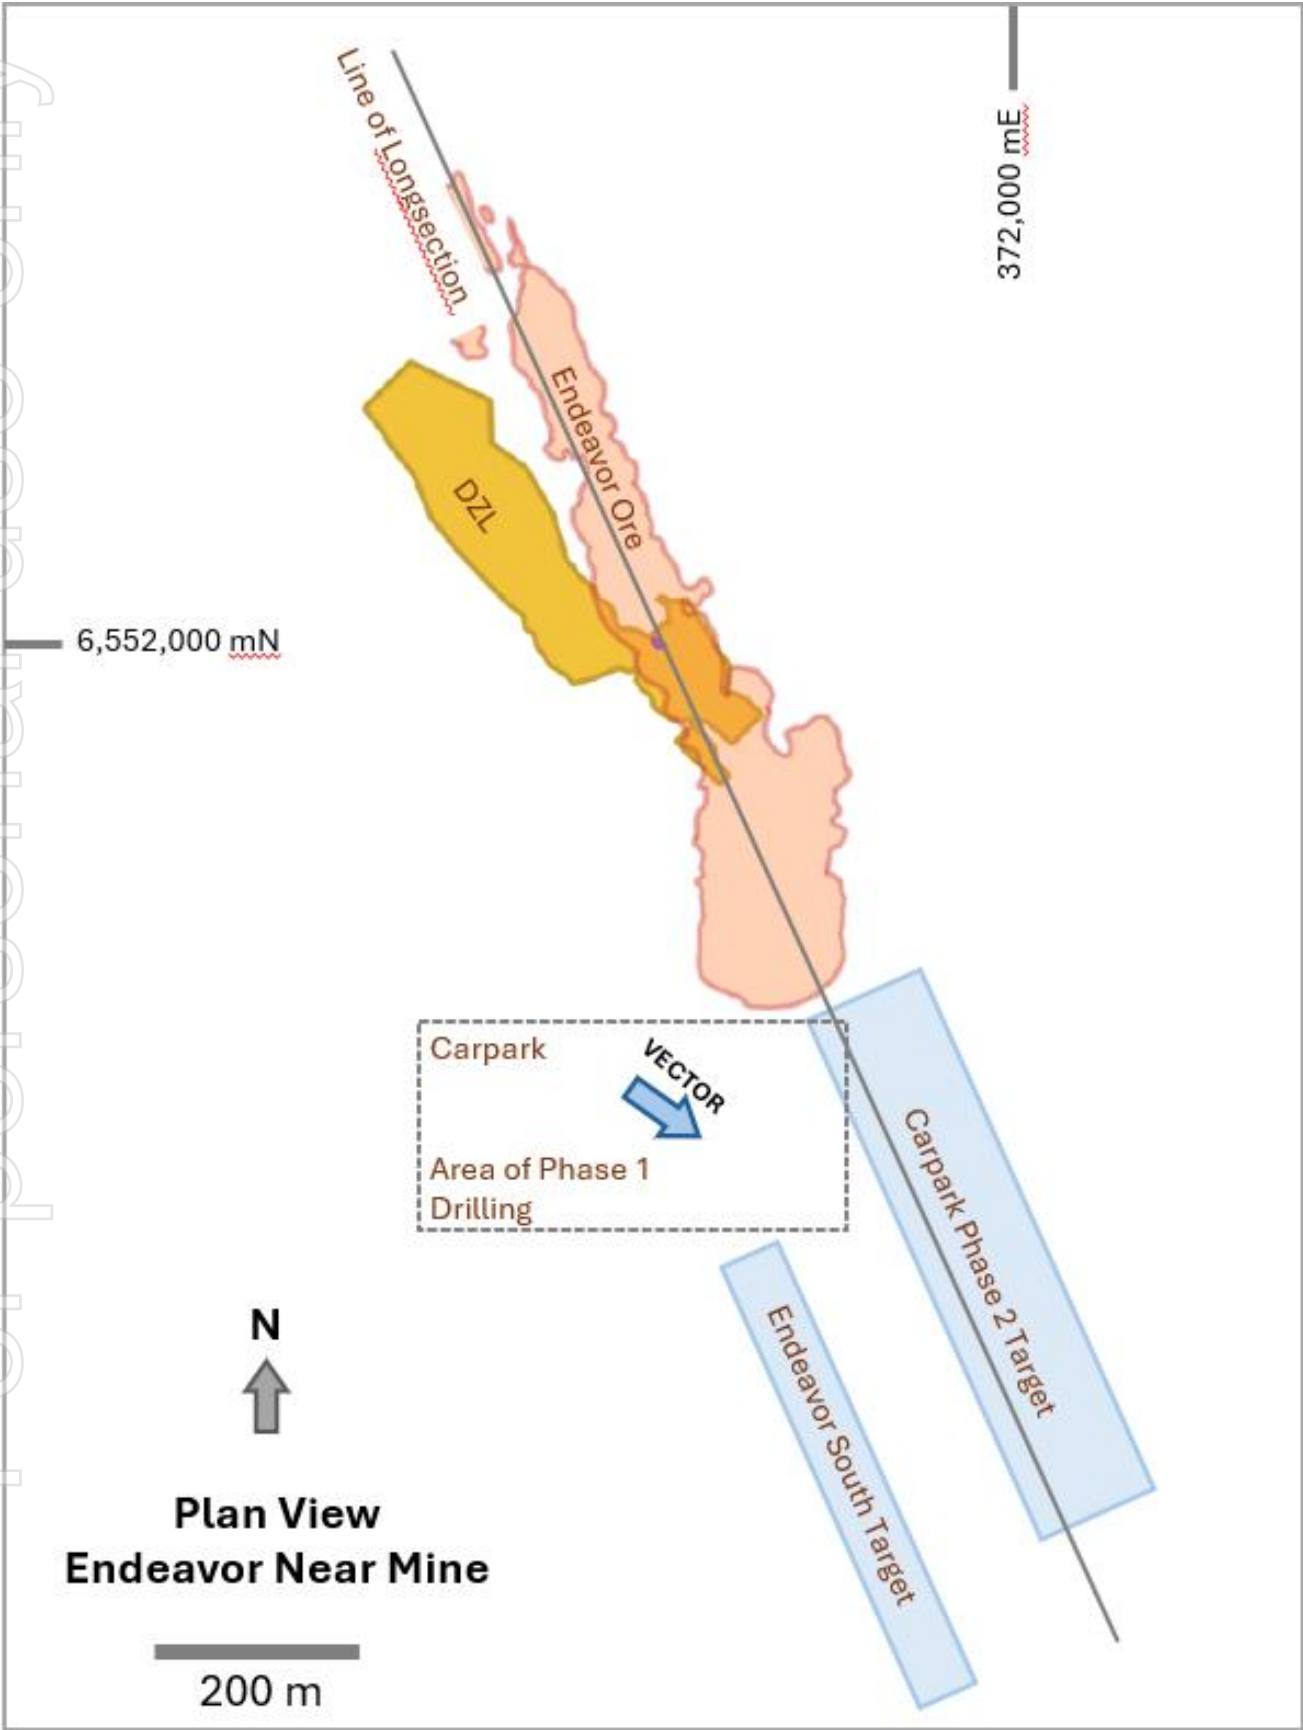 Line of Longsection
372,000 mE
Endeavor Ore
DZL
6,552,000 mN
Carpark
VECTOR
Area of Phase 1
Drilling
Carpark Phase 2 Target
Endeavor South Target
N
Plan View
Endeavor Near Mine
200 m